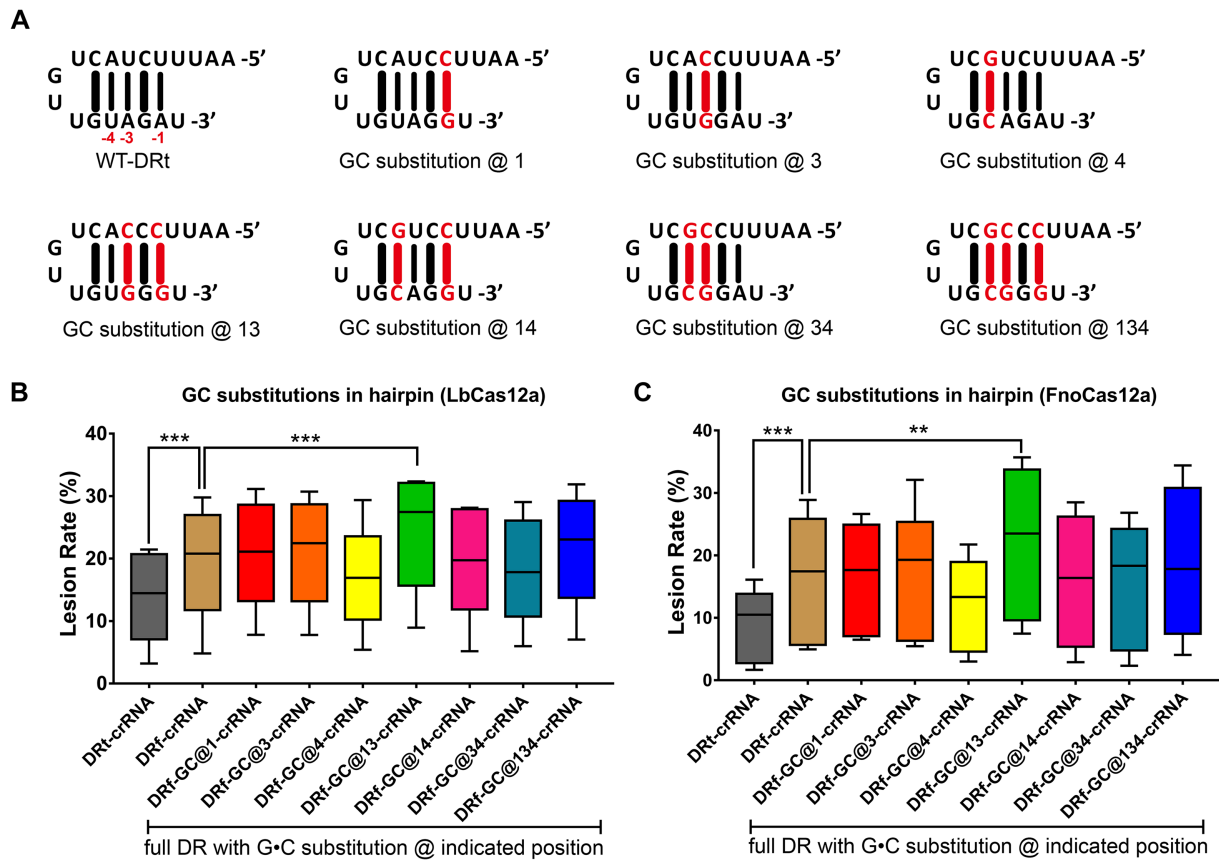 A
UCAUCUUUAA -5’
G
U
UGUAGAU -3’
-4 -3 -1
WT-DRt
UCAUCCUUAA -5’
G
U
UGUAGGU -3’
GC substitution @ 1
UCACCUUUAA -5’
G
U
UGUGGAU -3’
GC substitution @ 3
UCGUCUUUAA -5’
G
U
UGCAGAU -3’
GC substitution @ 4
UCACCCUUAA -5’
G
U
UGUGGGU -3’
GC substitution @ 13
UCGUCCUUAA -5’
G
U
UGCAGGU -3’
GC substitution @ 14
UCGCCUUUAA -5’
G
U
UGCGGAU -3’
GC substitution @ 34
UCGCCCUUAA -5’
G
U
UGCGGGU -3’
GC substitution @ 134
B
GC substitutions in hairpin (LbCas12a)
Lesion Rate (%)
40
30
20
10
0
***
***
DRt-crRNA
DRf-crRNA
DRf-GC@1-crRNA
DRf-GC@3-crRNA
DRf-GC@4-crRNA
DRf-GC@13-crRNA
DRf-GC@14-crRNA
DRf-GC@34-crRNA
DRf-GC@134-crRNA
full DR with G•C substitution @ indicated position
C
GC substitutions in hairpin (FnoCas12a)
Lesion Rate (%)
40
30
20
10
0
***
**
DRt-crRNA
DRf-crRNA
DRf-GC@1-crRNA
DRf-GC@3-crRNA
DRf-GC@4-crRNA
DRf-GC@13-crRNA
DRf-GC@14-crRNA
DRf-GC@34-crRNA
DRf-GC@134-crRNA
full DR with G•C substitution @ indicated position